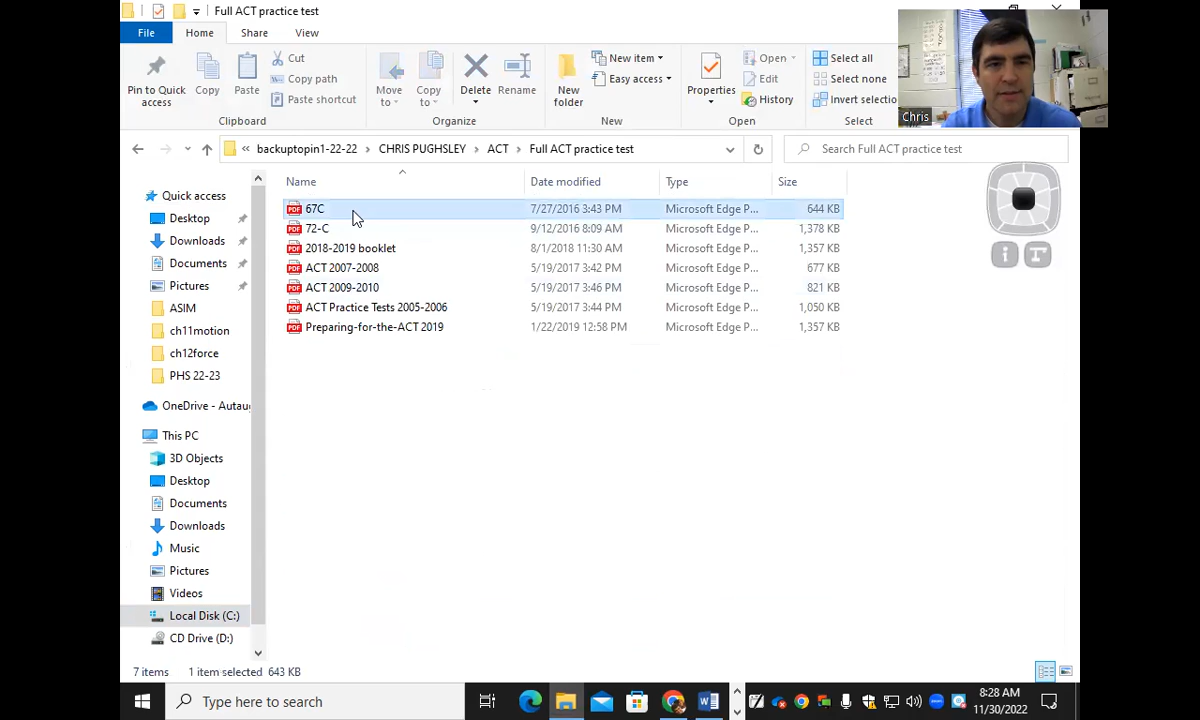 Full ACT practice test
File Home Share View
Pin to Quick access
Copy
Paste
Cut
Copy path
Paste shortcut
Clipboard
Move to
Copy to
Delete
Rename
Organize
New folder
New item
Easy access
New
Properties
Open
Edit
History
Open
Select all
Select none
Invert selectio
Select
Chris
« backuptopin1-22-22 › CHRIS PUGHSLEY › ACT › Full ACT practice test
Search Full ACT practice test
Name Date modified Type Size
67C 7/27/2016 3:43 PM Microsoft Edge P... 644 KB
72-C 9/12/2016 8:09 AM Microsoft Edge P... 1,378 KB
2018-2019 booklet 8/1/2018 11:30 AM Microsoft Edge P... 1,357 KB
ACT 2007-2008 5/19/2017 3:42 PM Microsoft Edge P... 677 KB
ACT 2009-2010 5/19/2017 3:46 PM Microsoft Edge P... 821 KB
ACT Practice Tests 2005-2006 5/19/2017 3:44 PM Microsoft Edge P... 1,050 KB
Preparing-for-the-ACT 2019 1/22/2019 12:58 PM Microsoft Edge P... 1,357 KB
Quick access
Desktop
Downloads
Documents
Pictures
ASIM
ch11motion
ch12force
PHS 22-23
OneDrive - Autaug
This PC
3D Objects
Desktop
Documents
Downloads
Music
Pictures
Videos
Local Disk (C:)
CD Drive (D:)
7 items 1 item selected 643 KB
Type here to search
8:28 AM
11/30/2022